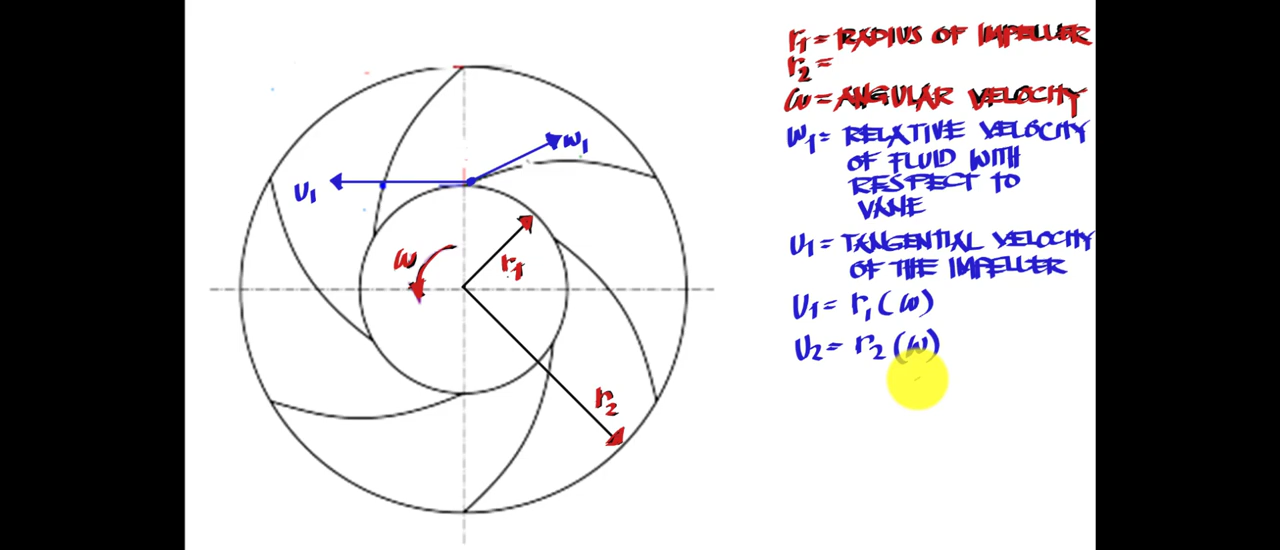 r1 = RADIUS OF IMPELLER
r2 =
ω = ANGULAR VELOCITY
W1 = RELATIVE VELOCITY
OF FLUID WITH
RESPECT TO
VANE
U1 = TANGENTIAL VELOCITY
OF THE IMPELLER
U1 = r1 (ω)
U2 = r2 (ω)
W1
U1
ω
r1
r2